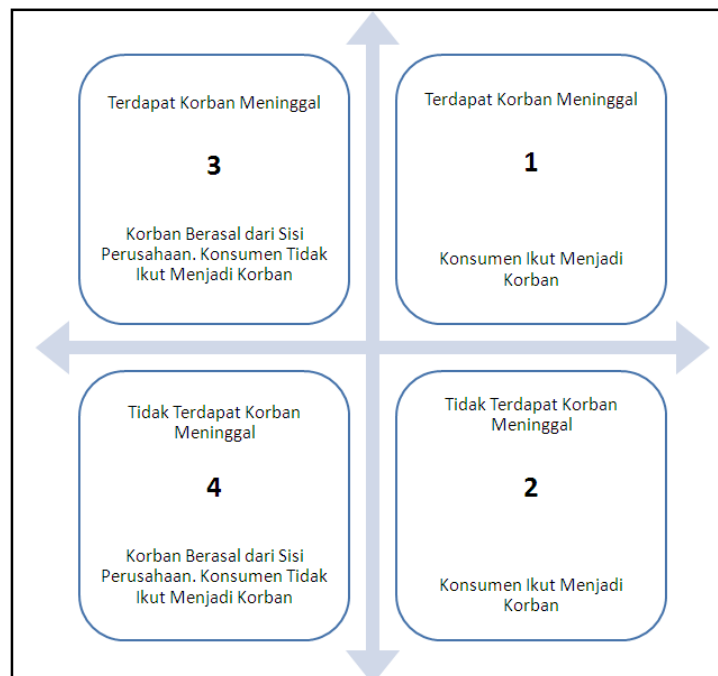 Terdapat Korban Meninggal
3
Korban Berasal dari Sisi
Perusahaan. Konsumen Tidak
Ikut Menjadi Korban
Terdapat Korban Meninggal
1
Konsumen Ikut Menjadi
Korban
Tidak Terdapat Korban
Meninggal
4
Korban Berasal dari Sisi
Perusahaan. Konsumen Tidak
Ikut Menjadi Korban
Tidak Terdapat Korban
Meninggal
2
Konsumen Ikut Menjadi
Korban